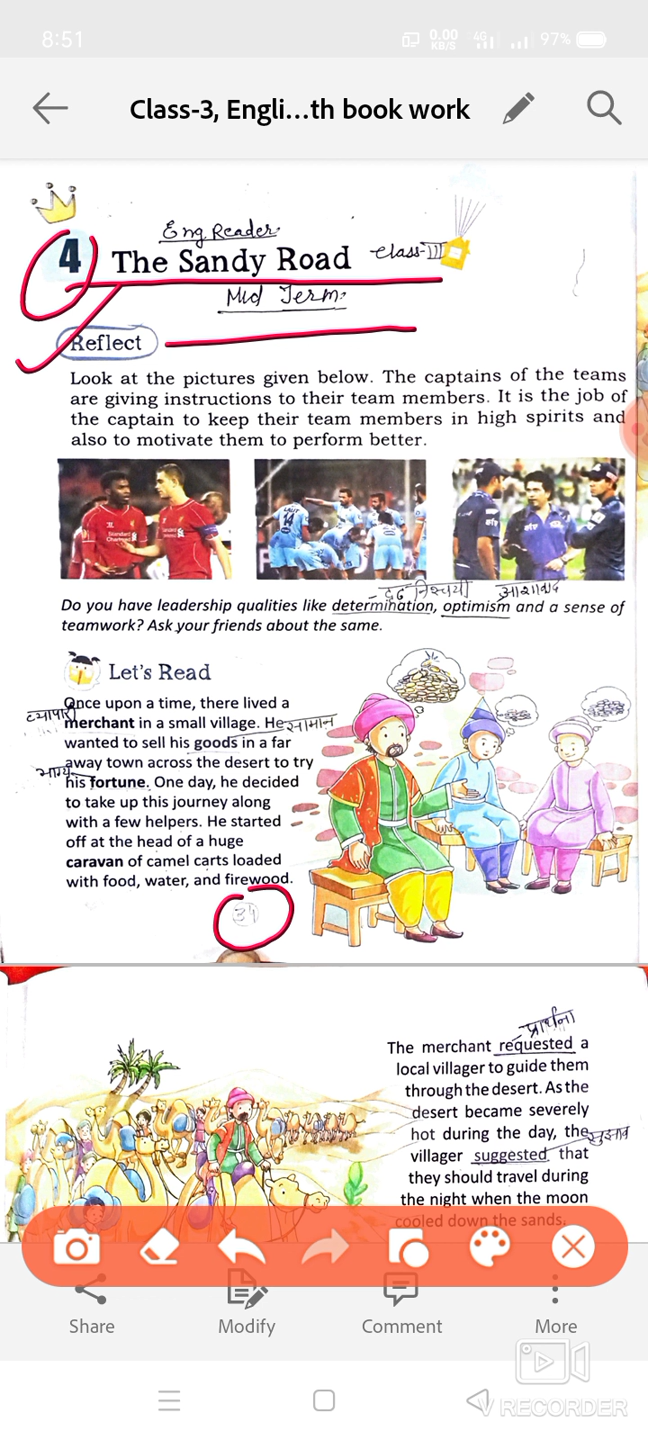 8:51
0.00
KB/S
4G
97%
Class-3, Engli...th book work
Eng Reader
4 The Sandy Road Class-III
Mid Term
Reflect
Look at the pictures given below. The captains of the teams
are giving instructions to their team members. It is the job of
the captain to keep their team members in high spirits and
also to motivate them to perform better.
LALIT
14
Standard
Chartered
दृढ़ निश्चयी आशावाद
Do you have leadership qualities like determination, optimism and a sense of
teamwork? Ask your friends about the same.
Let's Read
Once upon a time, there lived a
व्यापारी merchant in a small village. He सामान
wanted to sell his goods in a far
away town across the desert to try
भाग्य his fortune. One day, he decided
to take up this journey along
with a few helpers. He started
off at the head of a huge
caravan of camel carts loaded
with food, water, and firewood.
प्रार्थना
The merchant requested a
local villager to guide them
through the desert. As the
desert became severely
hot during the day, the सुझाव
villager suggested that
they should travel during
the night when the moon
cooled down the sands.
Share
Modify
Comment
More
V RECORDER